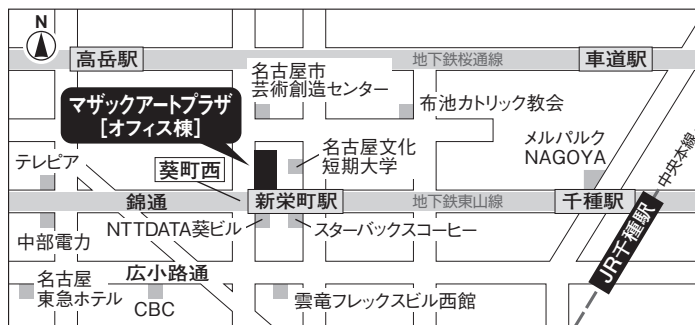 N
高岳駅
地下鉄桜通線
車道駅
名古屋市
芸術創造センター
マザックアートプラザ
[オフィス棟]
布池カトリック教会
名古屋文化
短期大学
メルパルク
NAGOYA
中央本線
テレピア
葵町西
錦通
新栄町駅
地下鉄東山線
千種駅
JR千種駅
中部電力
NTTDATA葵ビル
スターバックスコーヒー
広小路通
名古屋
東急ホテル
CBC
雲竜フレックスビル西館